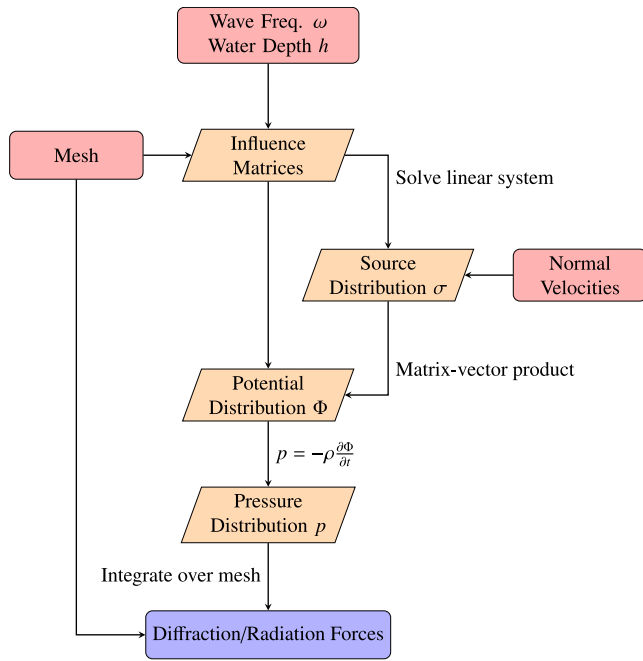 Wave Freq. ω
Water Depth h
Mesh
Influence
Matrices
Solve linear system
Source
Distribution σ
Normal
Velocities
Matrix-vector product
Potential
Distribution Φ
p = −ρ ∂Φ/∂t
Pressure
Distribution p
Integrate over mesh
Diffraction/Radiation Forces